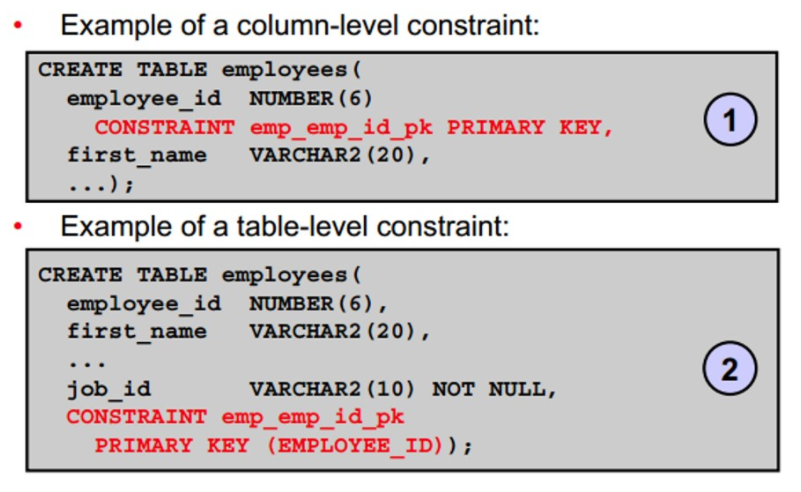 • Example of a column-level constraint:
CREATE TABLE employees(
employee_id NUMBER(6)
CONSTRAINT emp_emp_id_pk PRIMARY KEY,
first_name VARCHAR2(20),
...);
1
• Example of a table-level constraint:
CREATE TABLE employees(
employee_id NUMBER(6),
first_name VARCHAR2(20),
...
job_id VARCHAR2(10) NOT NULL,
CONSTRAINT emp_emp_id_pk
PRIMARY KEY (EMPLOYEE_ID));
2